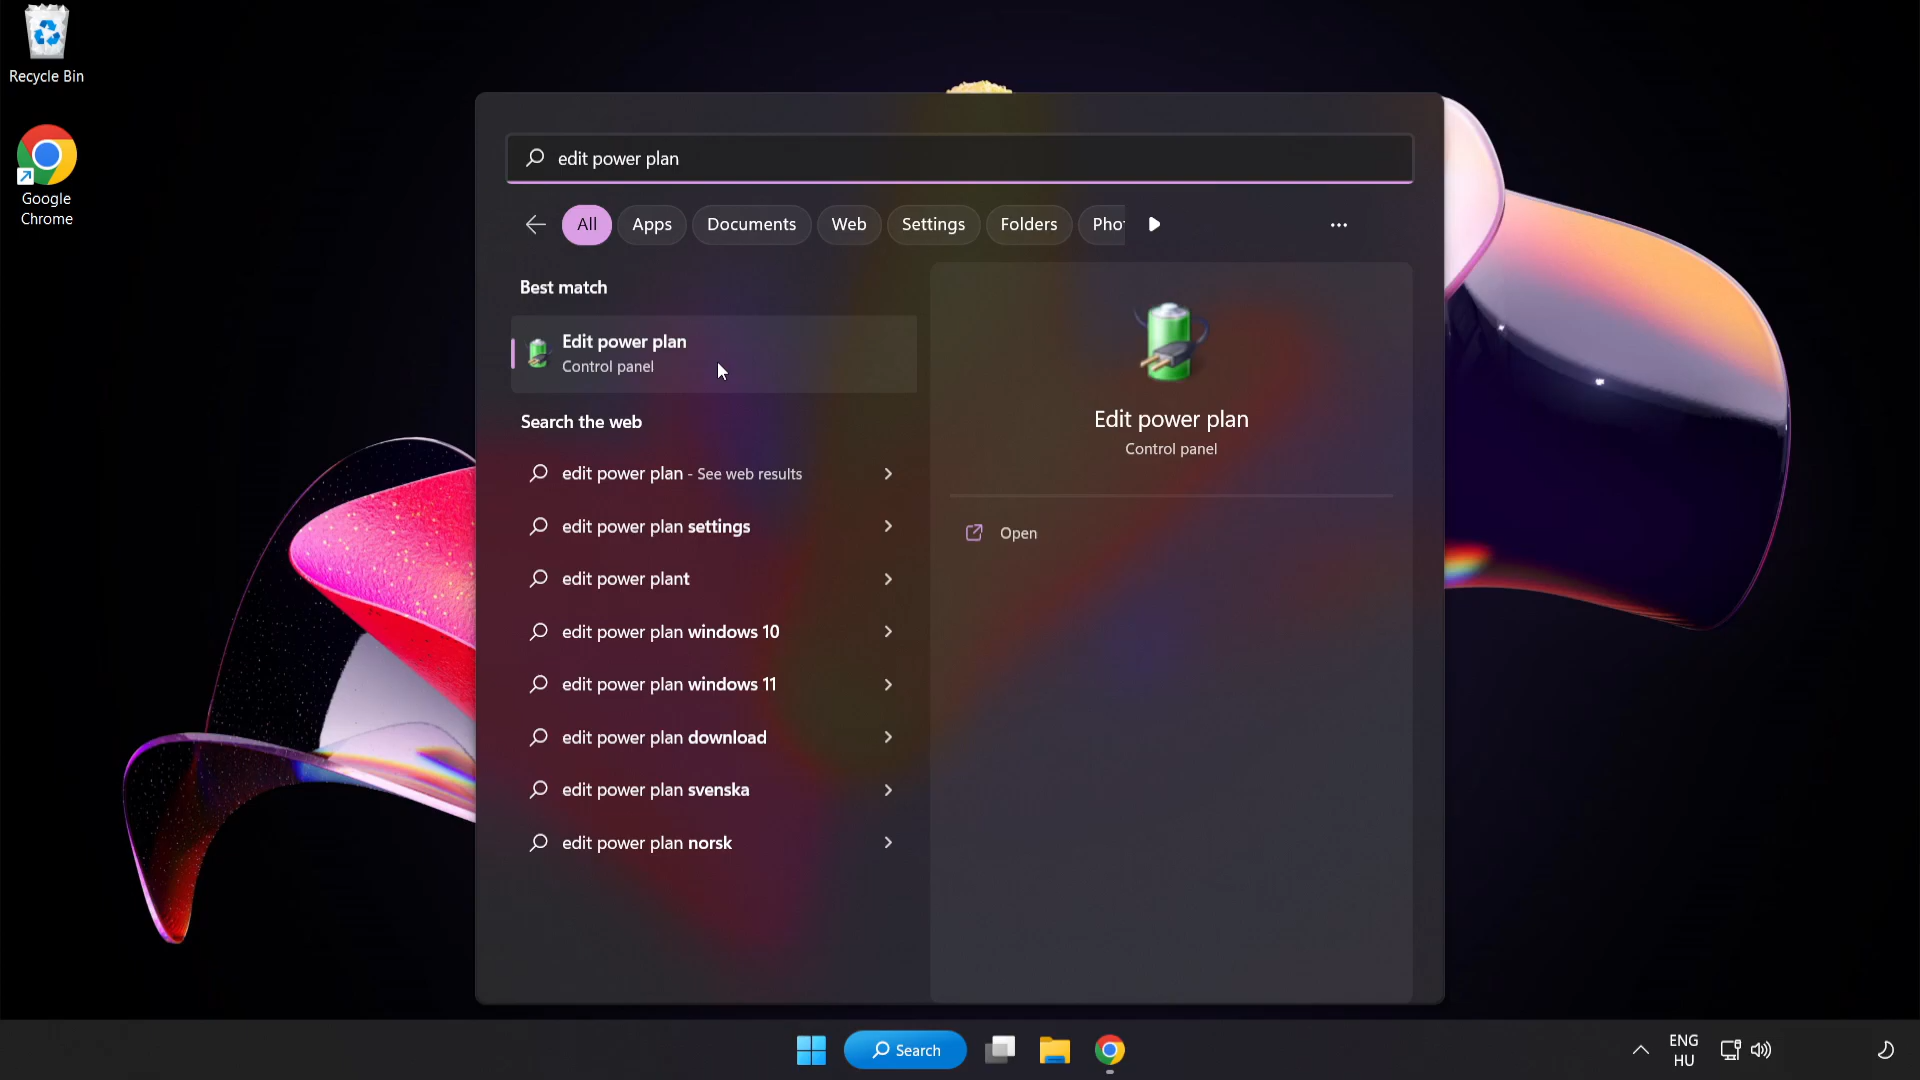 Recycle Bin
Google
Chrome
edit power plan
All
Apps
Documents
Web
Settings
Folders
Best match
Edit power plan
Control panel
Search the web
edit power plan - See web results
edit power plan settings
edit power plant
edit power plan windows 10
edit power plan windows 11
edit power plan download
edit power plan svenska
edit power plan norsk
Edit power plan
Control panel
Open
Search
ENG
HU